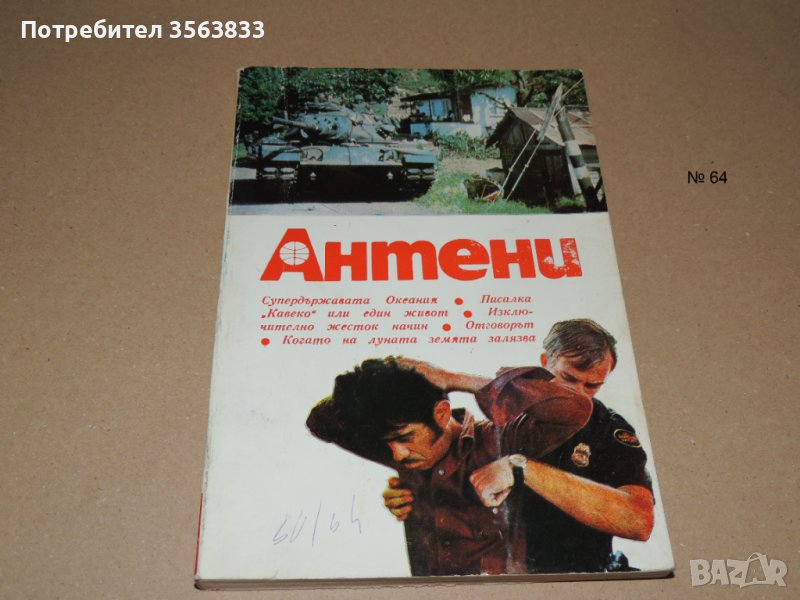 Потребител 3563833
№ 64
Антени
Супердържавата Океания • Писалка
„Кавеко“ или един живот • Изклю-
чително жесток начин • Отговорът
• Когато на луната земята залязва
60/64
BAZAR